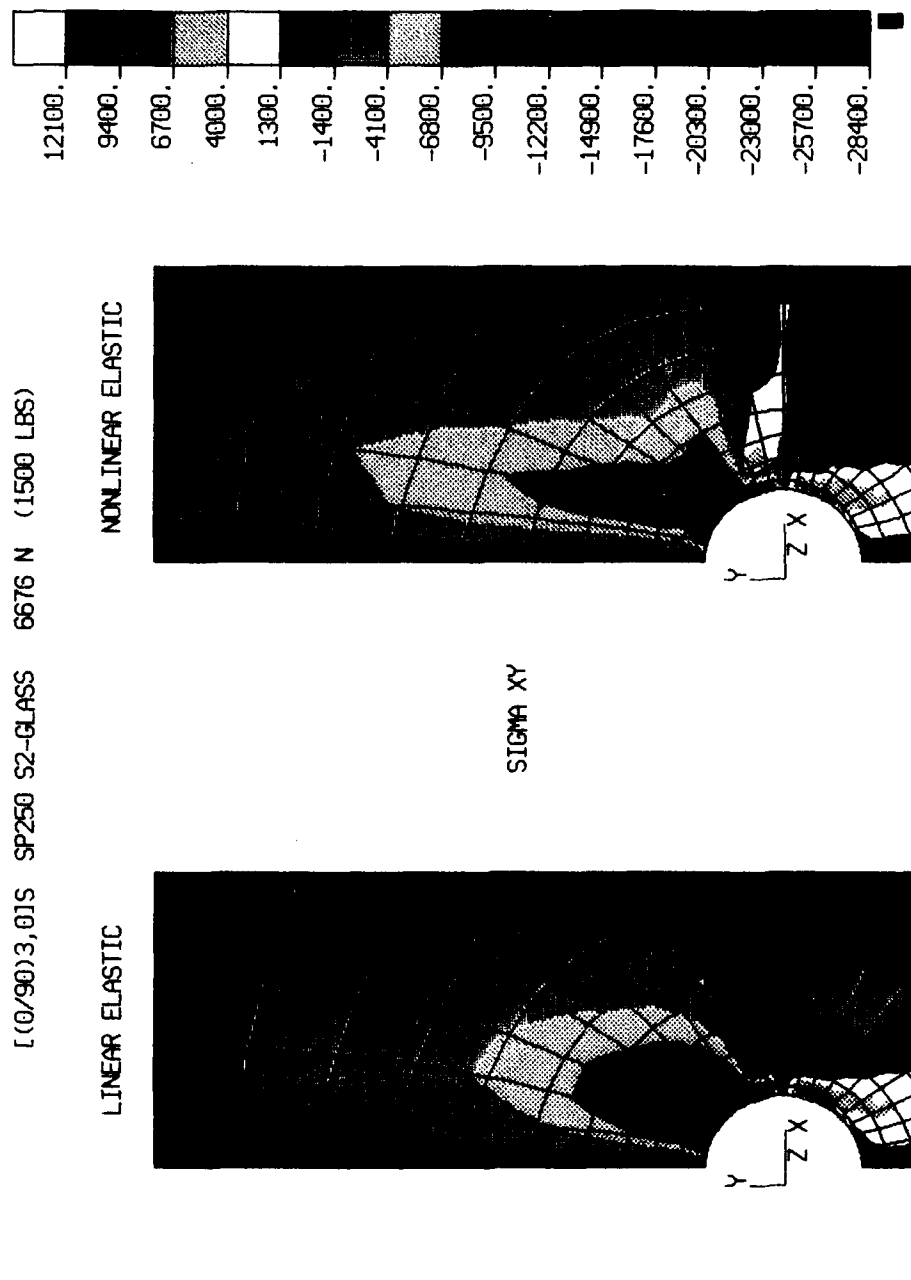 [(0/90)3,0]S SP250 S2-GLASS 6676 N (1500 LBS)
LINEAR ELASTIC
NONLINEAR ELASTIC
SIGMA XY
Y
Z X
Y
Z X
12100.
9400.
6700.
4000.
1300.
-1400.
-4100.
-6800.
-9500.
-12200.
-14900.
-17600.
-20300.
-23000.
-25700.
-28400.